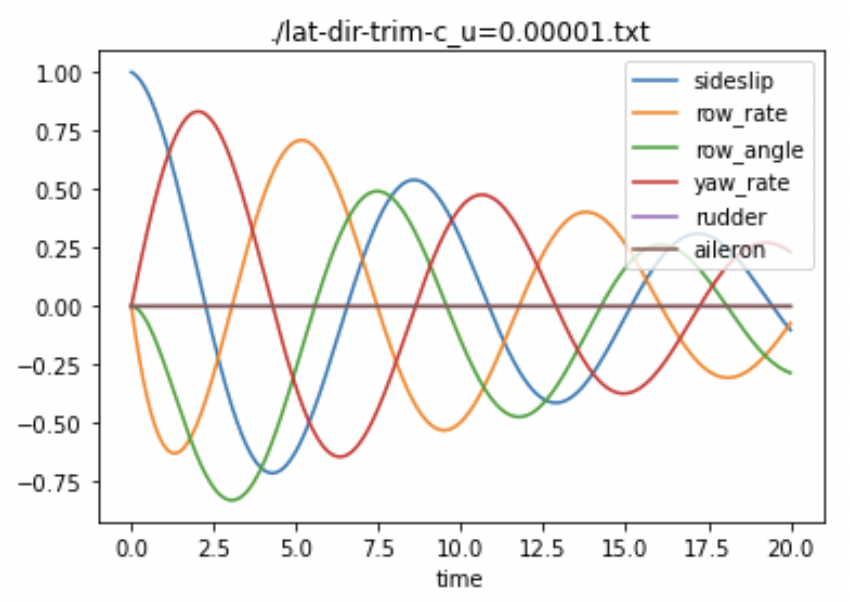 ./lat-dir-trim-c_u=0.00001.txt
1.00
0.75
0.50
0.25
0.00
−0.25
−0.50
−0.75
sideslip
row_rate
row_angle
yaw_rate
rudder
aileron
0.0 2.5 5.0 7.5 10.0 12.5 15.0 17.5 20.0
time